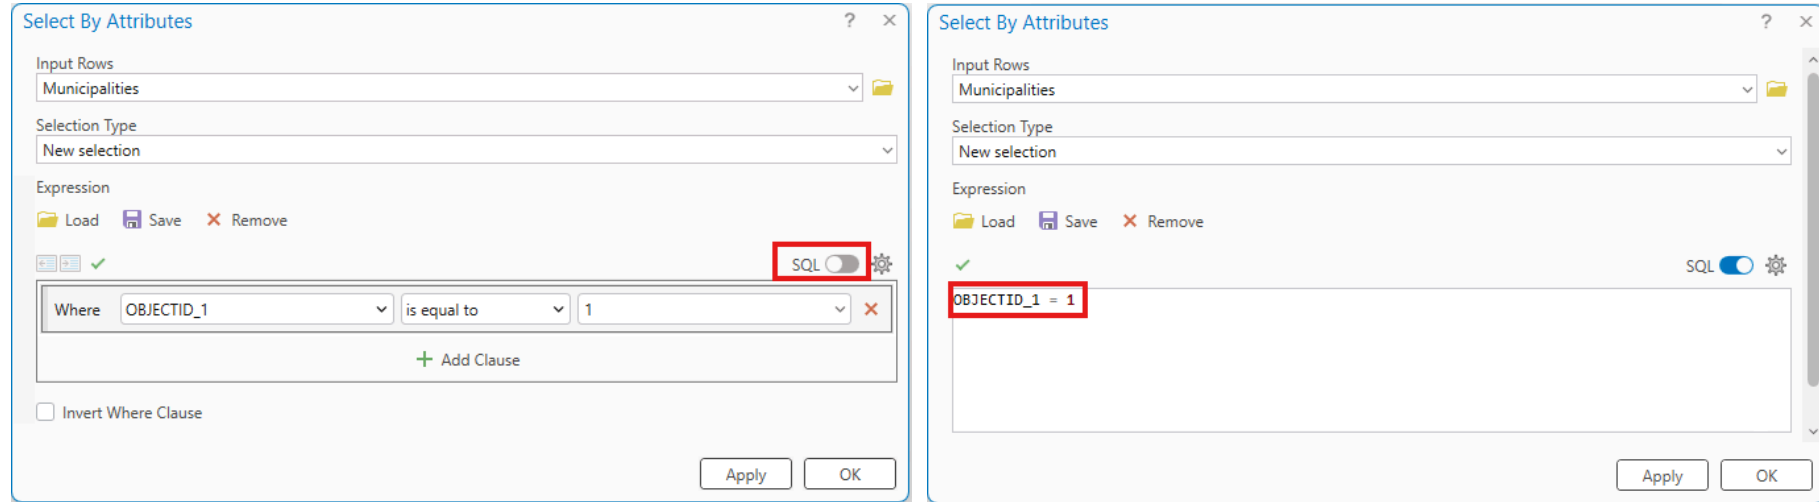 Select By Attributes ?
Input Rows
Municipalities
Selection Type
New selection
Expression
Load Save Remove
SQL
Where OBJECTID_1 is equal to 1
+ Add Clause
Invert Where Clause
Apply OK
Select By Attributes ?
Input Rows
Municipalities
Selection Type
New selection
Expression
Load Save Remove
SQL
OBJECTID_1 = 1
Apply OK